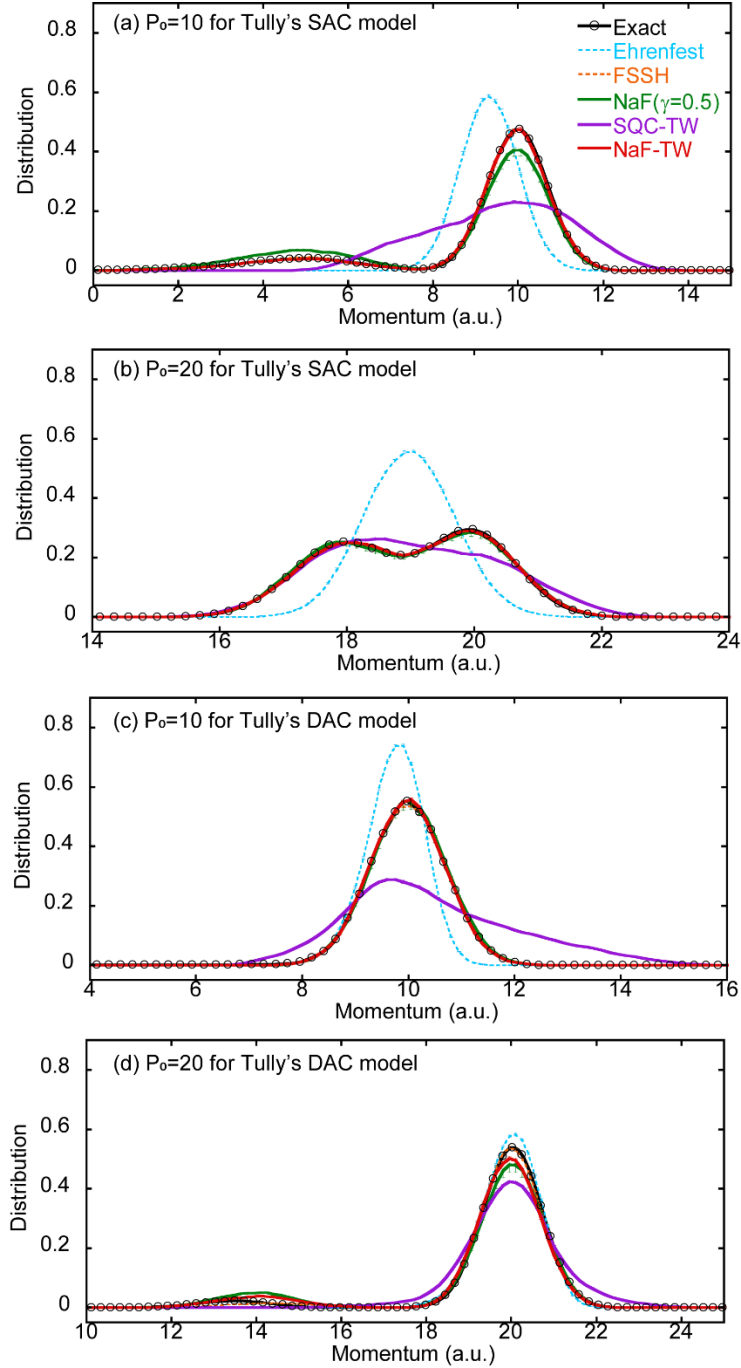 (a) P₀=10 for Tully's SAC model
Exact
Ehrenfest
FSSH
NaF(γ=0.5)
SQC-TW
NaF-TW
Distribution
0.8
0.6
0.4
0.2
0
0 2 4 6 8 10 12 14
Momentum (a.u.)
(b) P₀=20 for Tully's SAC model
Distribution
0.8
0.6
0.4
0.2
0
14 16 18 20 22 24
Momentum (a.u.)
(c) P₀=10 for Tully's DAC model
Distribution
0.8
0.6
0.4
0.2
0
4 6 8 10 12 14 16
Momentum (a.u.)
(d) P₀=20 for Tully's DAC model
Distribution
0.8
0.6
0.4
0.2
0
10 12 14 16 18 20 22 24
Momentum (a.u.)